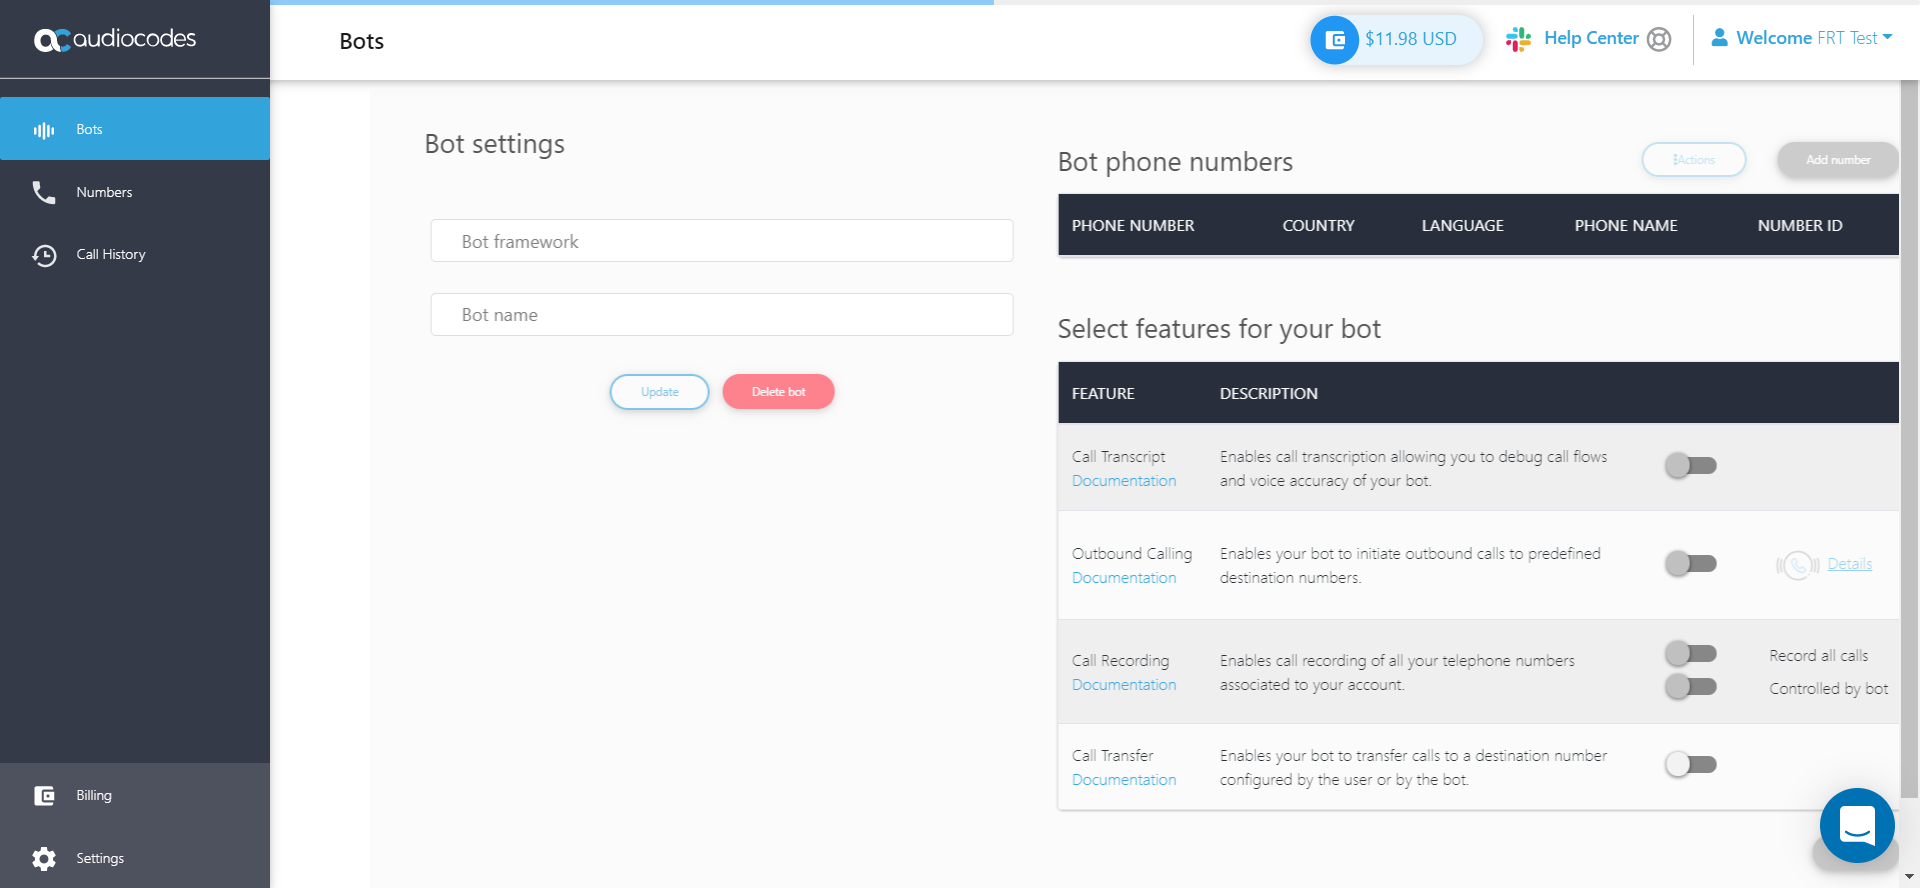 audiocodes
Bots
$11.98 USD
Help Center
Welcome FRT Test
Bots
Numbers
Call History
Billing
Settings
Bot settings
Bot framework
Bot name
Update
Delete bot
Bot phone numbers
Actions
Add number
PHONE NUMBER COUNTRY LANGUAGE PHONE NAME NUMBER ID
Select features for your bot
FEATURE DESCRIPTION
Call Transcript
Documentation
Enables call transcription allowing you to debug call flows
and voice accuracy of your bot.
Outbound Calling
Documentation
Enables your bot to initiate outbound calls to predefined
destination numbers.
Details
Call Recording
Documentation
Enables call recording of all your telephone numbers
associated to your account.
Record all calls
Controlled by bot
Call Transfer
Documentation
Enables your bot to transfer calls to a destination number
configured by the user or by the bot.